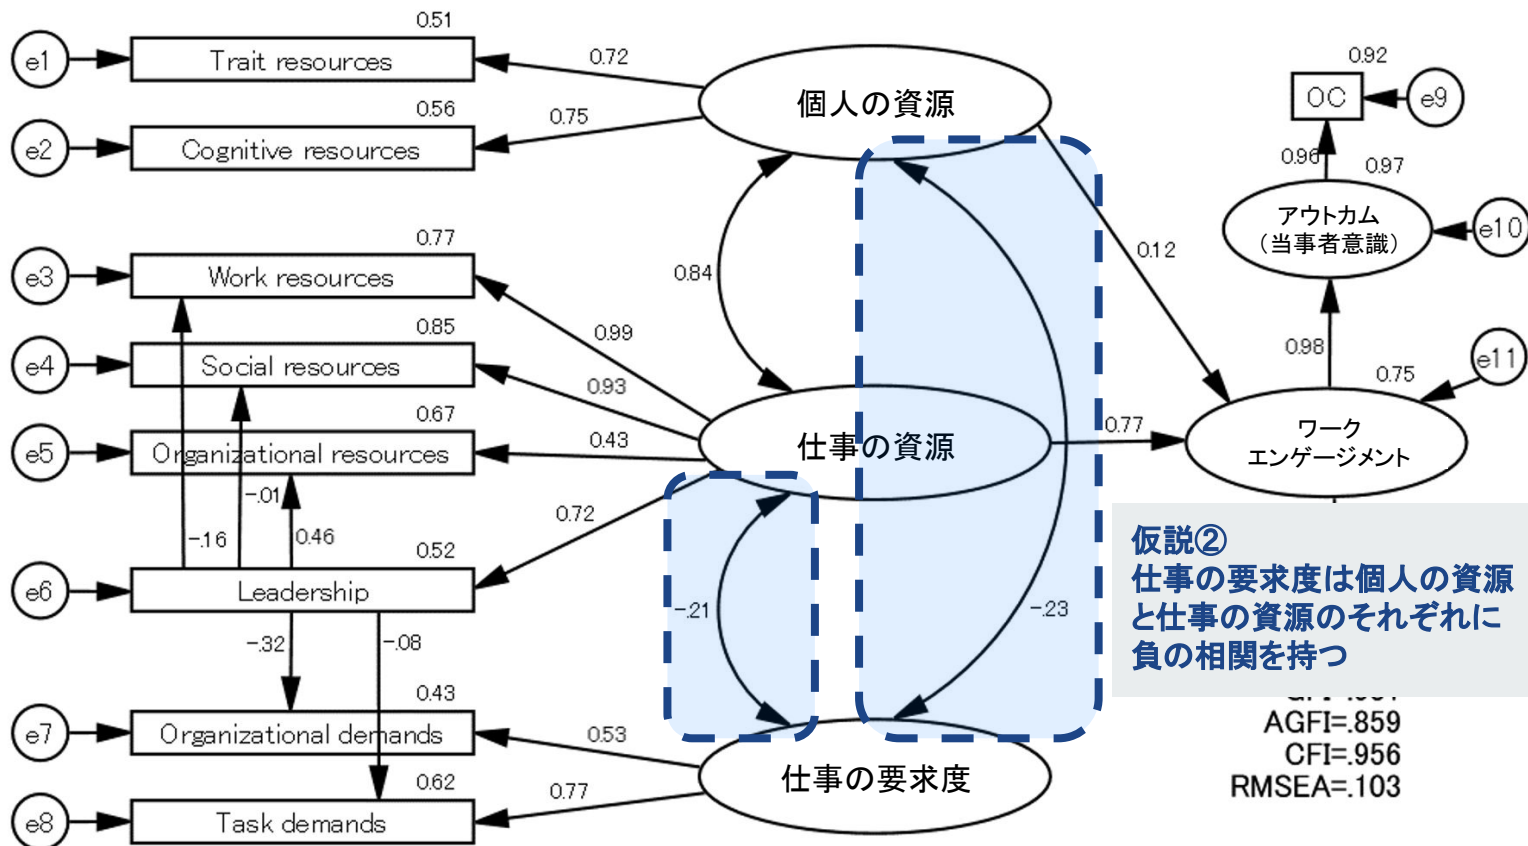 0.51
e1
Trait resources
0.72
個人の資源
0.92
OC
e9
0.56
e2
Cognitive resources
0.75
0.96
0.97
アウトカム
（当事者意識）
e10
0.77
e3
Work resources
0.84
0.12
0.99
0.85
e4
Social resources
0.93
0.98
0.75
e11
0.67
e5
Organizational resources
0.43
仕事の資源
0.77
ワーク
エンゲージメント
-.01
-.16
0.46
0.72
0.52
e6
Leadership
-.21
-.23
仮説②
仕事の要求度は個人の資源
と仕事の資源のそれぞれに
負の相関を持つ
-.32
-.08
0.43
e7
Organizational demands
0.53
仕事の要求度
0.62
e8
Task demands
0.77
AGFI=.859
CFI=.956
RMSEA=.103